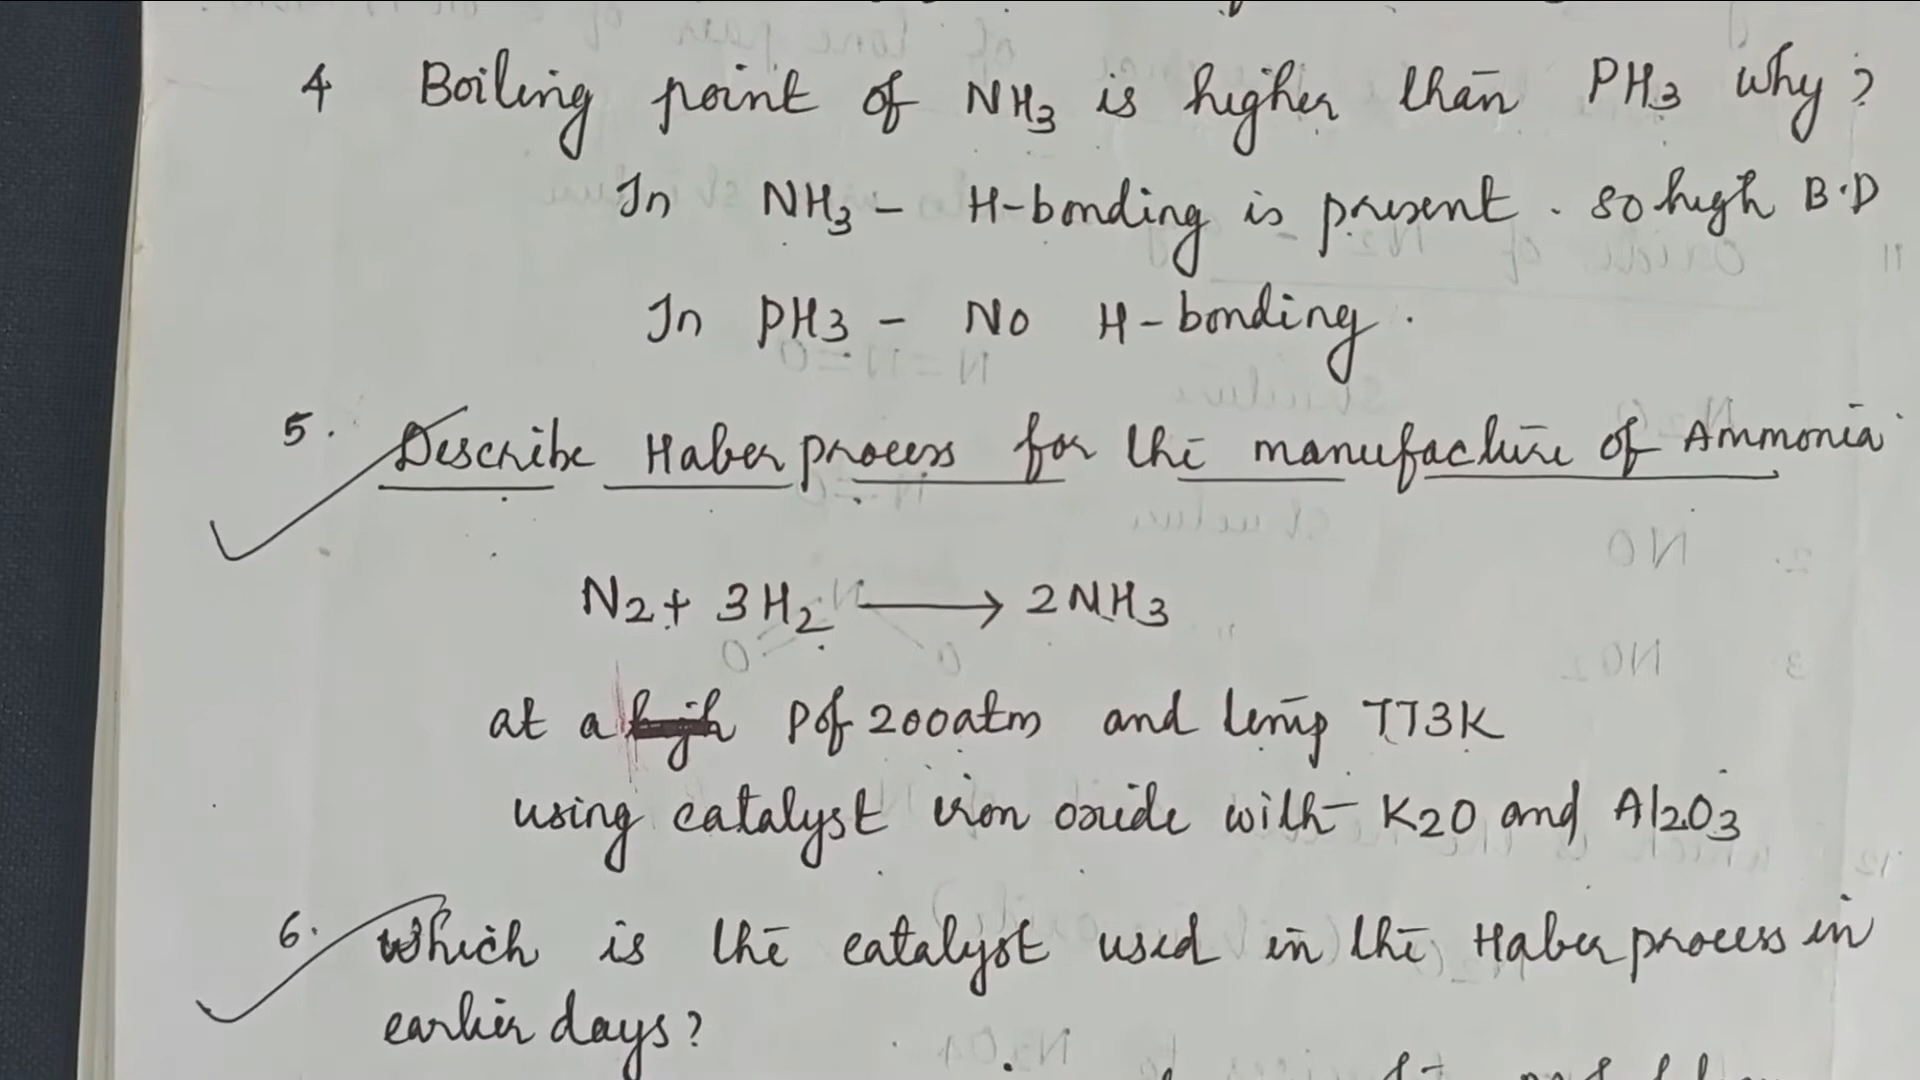 4 Boiling point of NH3 is higher than PH3 why?
In NH3 - H-bonding is present. so high B.P
In PH3 - No H-bonding.
5. Describe Haber process for the manufacture of Ammonia
N2 + 3H2 ⟶ 2NH3
at a high P of 200atm and temp 773K
using catalyst iron oxide with K2O and Al2O3
6. Which is the catalyst used in the Haber process in
earlier days?